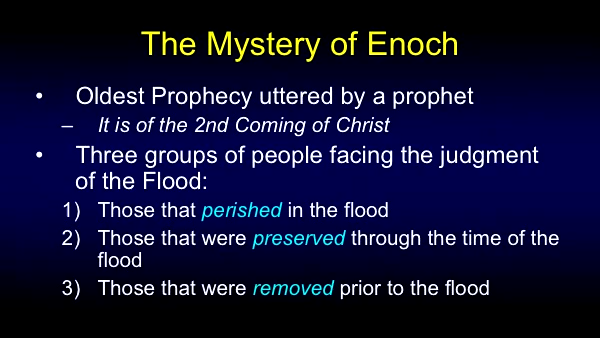 The Mystery of Enoch
• Oldest Prophecy uttered by a prophet
– It is of the 2nd Coming of Christ
• Three groups of people facing the judgment
of the Flood:
1) Those that perished in the flood
2) Those that were preserved through the time of the
flood
3) Those that were removed prior to the flood